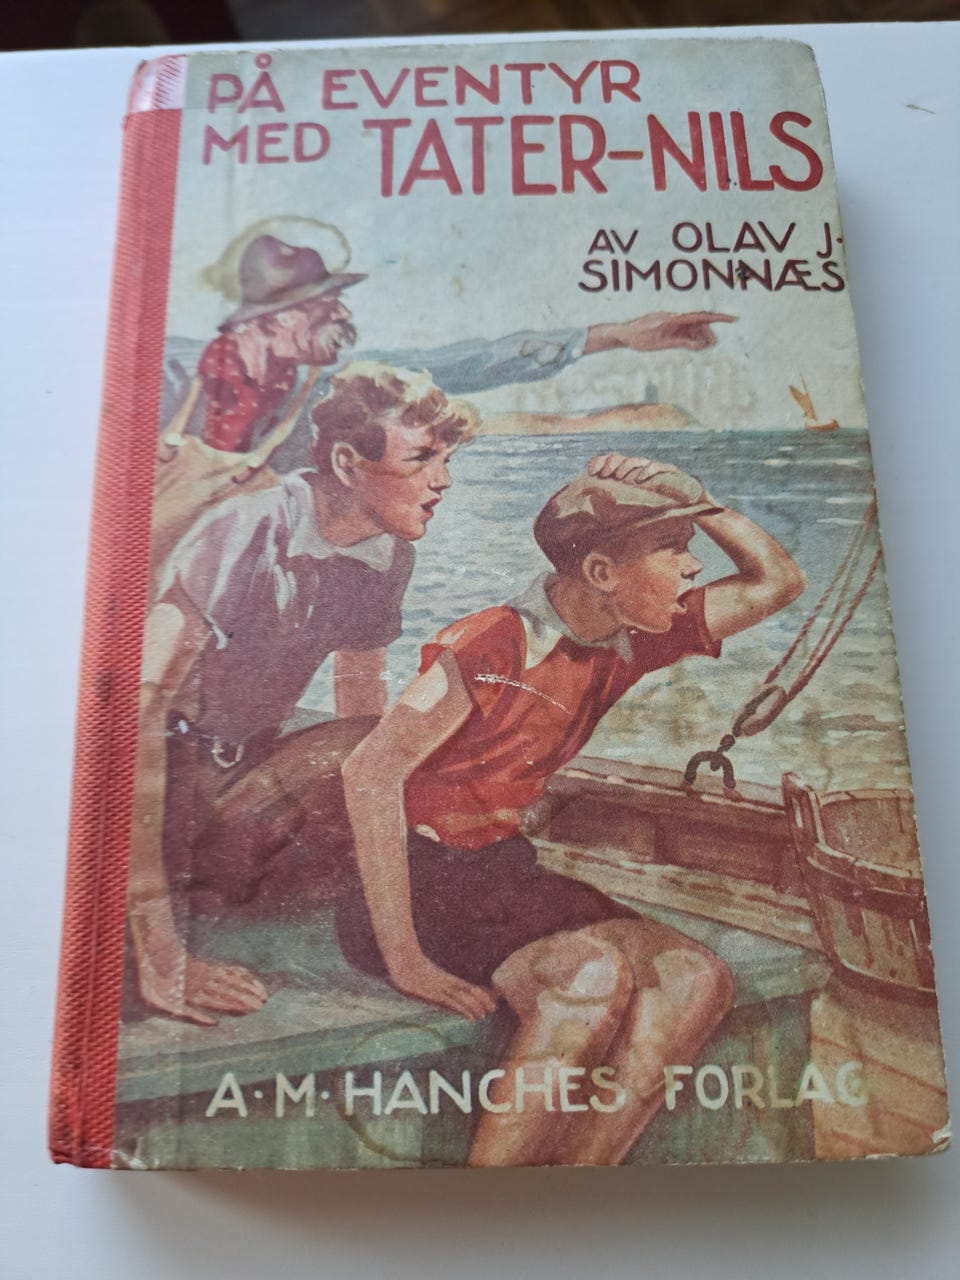 PÅ EVENTYR
MED TATER-NILS
AV OLAV J.
SIMONNÆS
A·M·HANCHES FORLAG